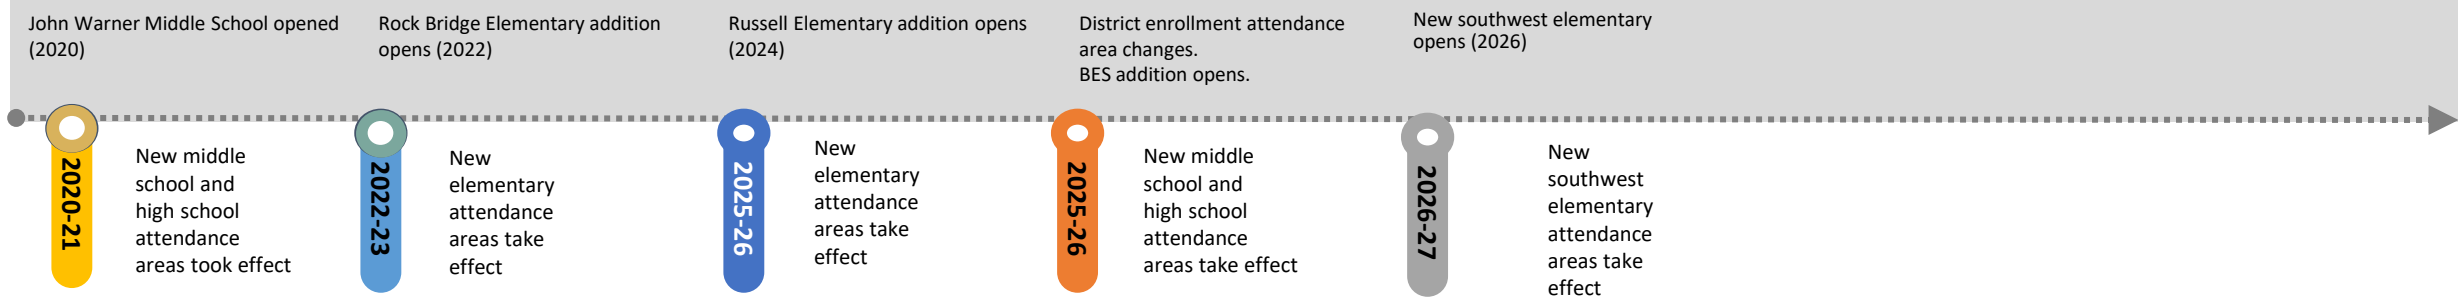 John Warner Middle School opened
(2020)
Rock Bridge Elementary addition
opens (2022)
Russell Elementary addition opens
(2024)
District enrollment attendance
area changes.
BES addition opens.
New southwest elementary
opens (2026)
2020-21
New middle
school and
high school
attendance
areas took effect
2022-23
New
elementary
attendance
areas take
effect
2025-26
New
elementary
attendance
areas take
effect
2025-26
New middle
school and
high school
attendance
areas take effect
2026-27
New
southwest
elementary
attendance
areas take
effect